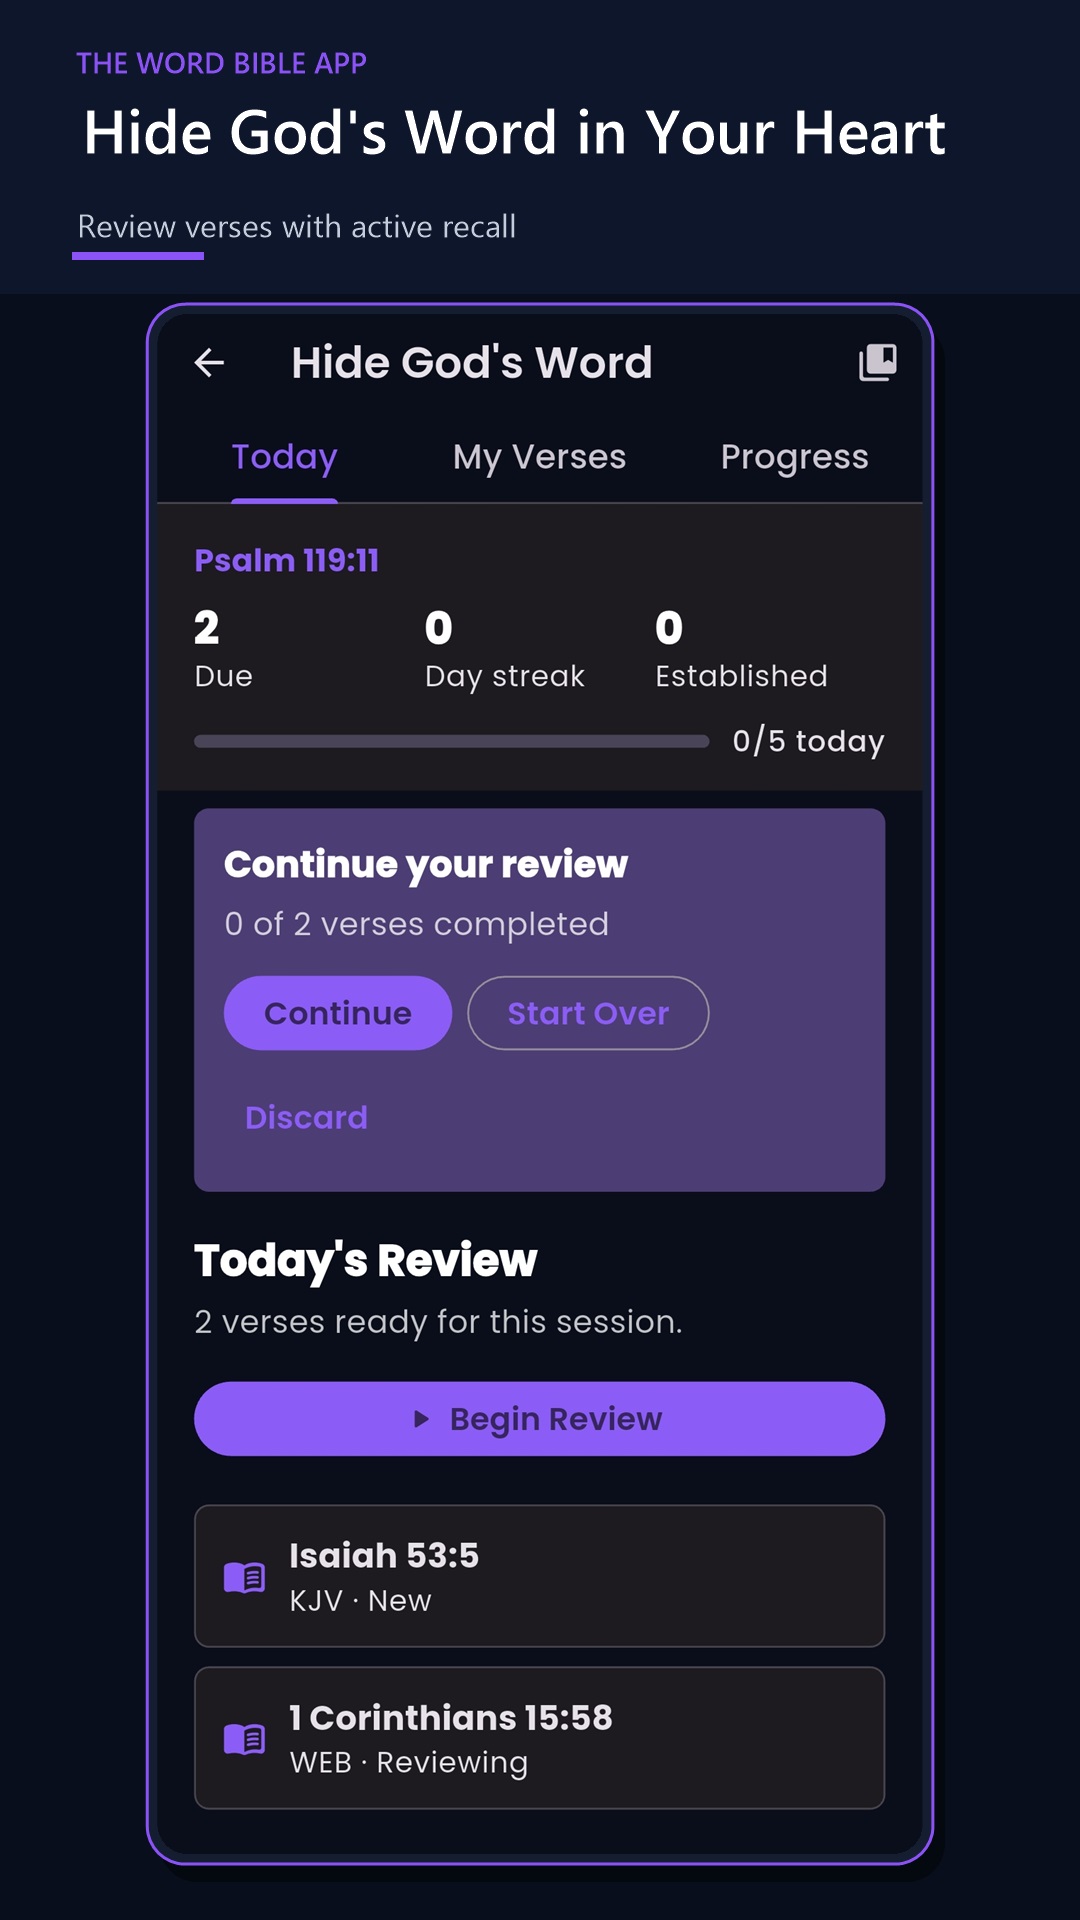 THE WORD BIBLE APP
Hide God's Word in Your Heart
Review verses with active recall
Hide God's Word
Today
My Verses
Progress
Psalm 119:11
2
0
0
Due
Day streak
Established
0/5 today
Continue your review
0 of 2 verses completed
Continue
Start Over
Discard
Today's Review
2 verses ready for this session.
Begin Review
Isaiah 53:5
KJV · New
1 Corinthians 15:58
WEB · Reviewing